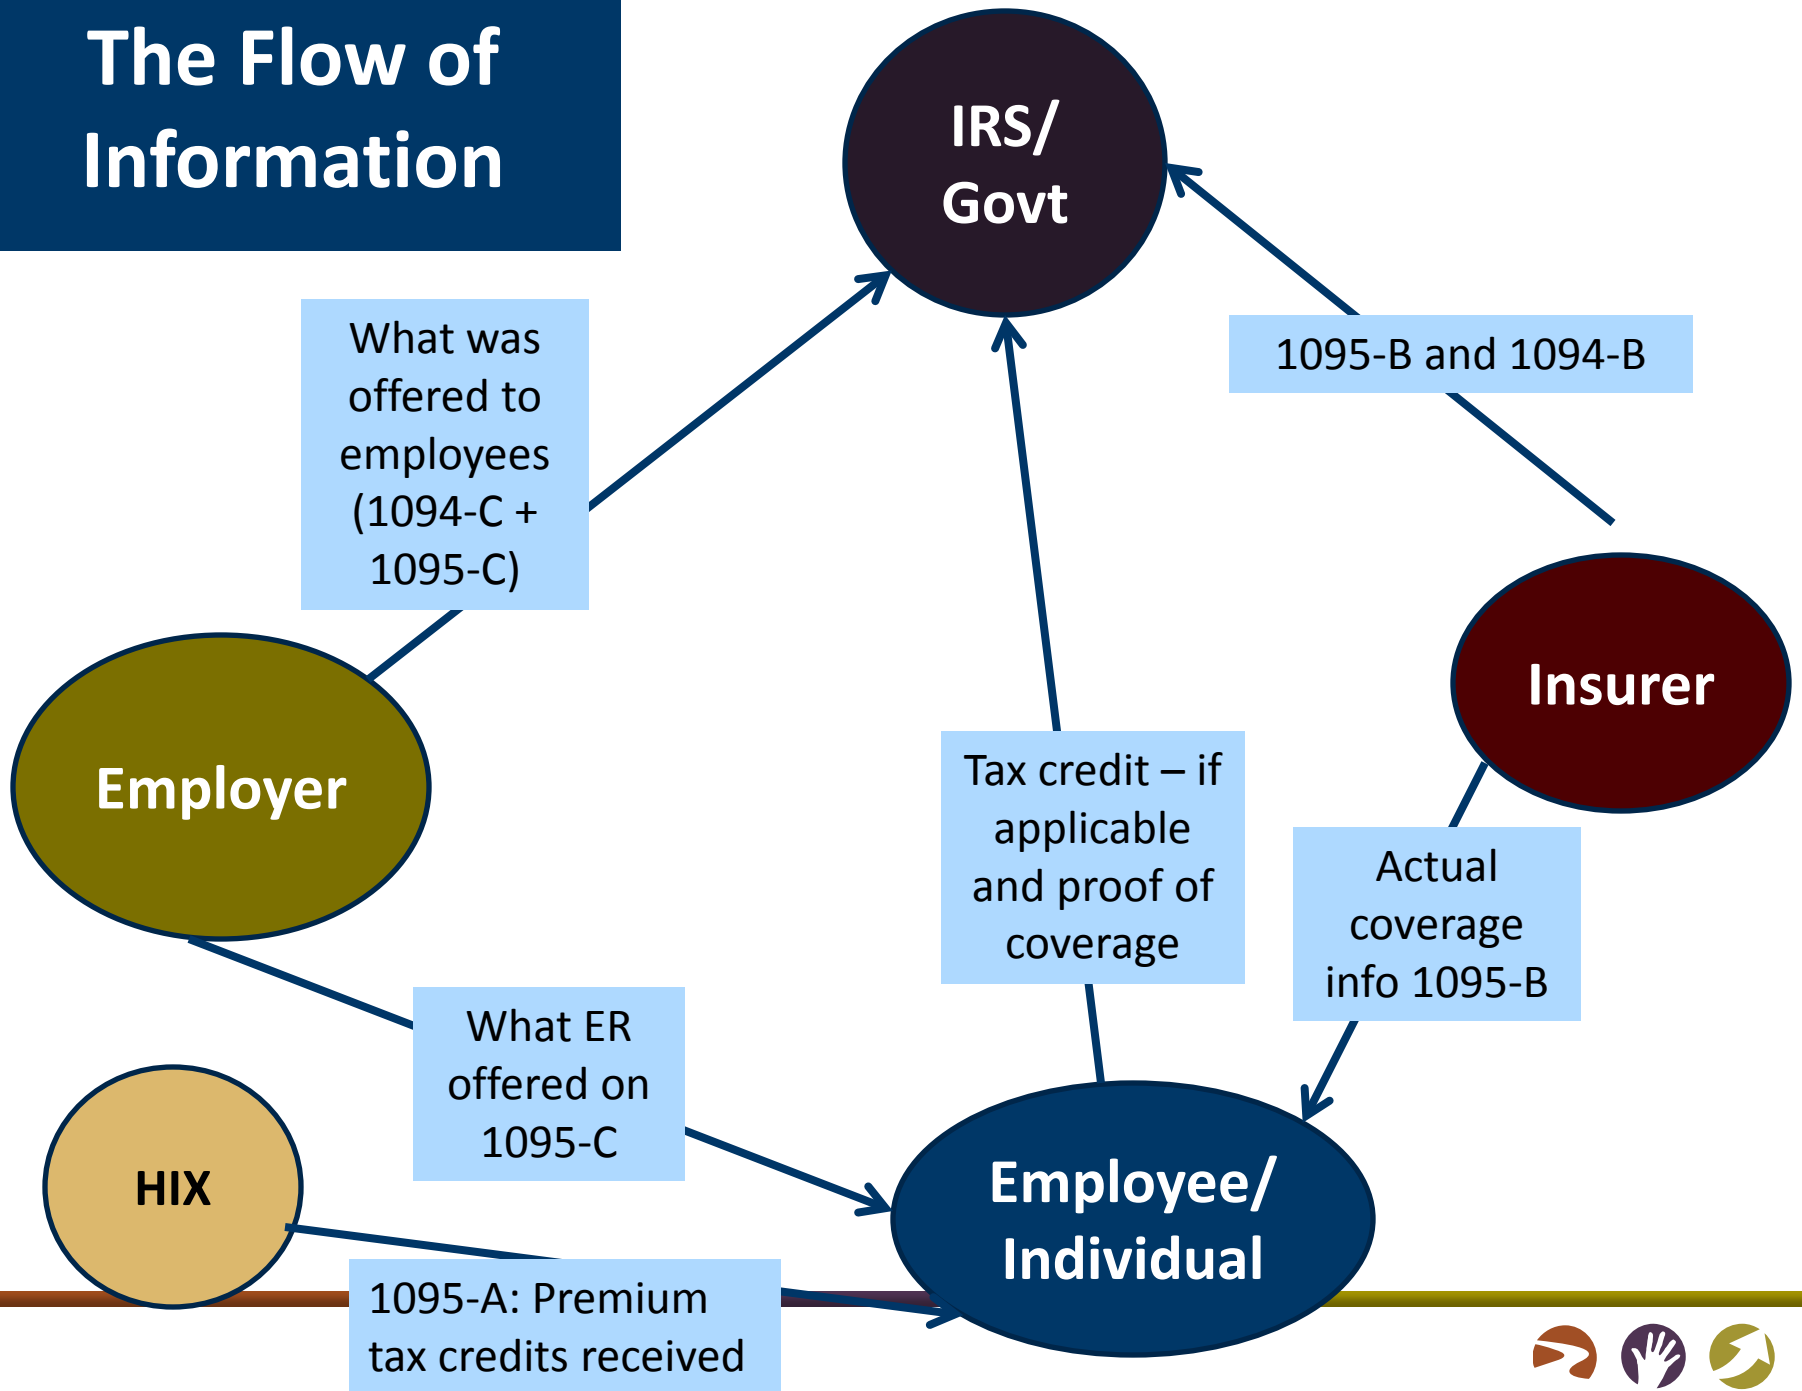 The Flow of
Information
IRS/
Govt
What was
offered to
employees
(1094-C +
1095-C)
1095-B and 1094-B
Insurer
Employer
Tax credit – if
applicable
and proof of
coverage
Actual
coverage
info 1095-B
What ER
offered on
1095-C
HIX
Employee/
Individual
1095-A: Premium
tax credits received